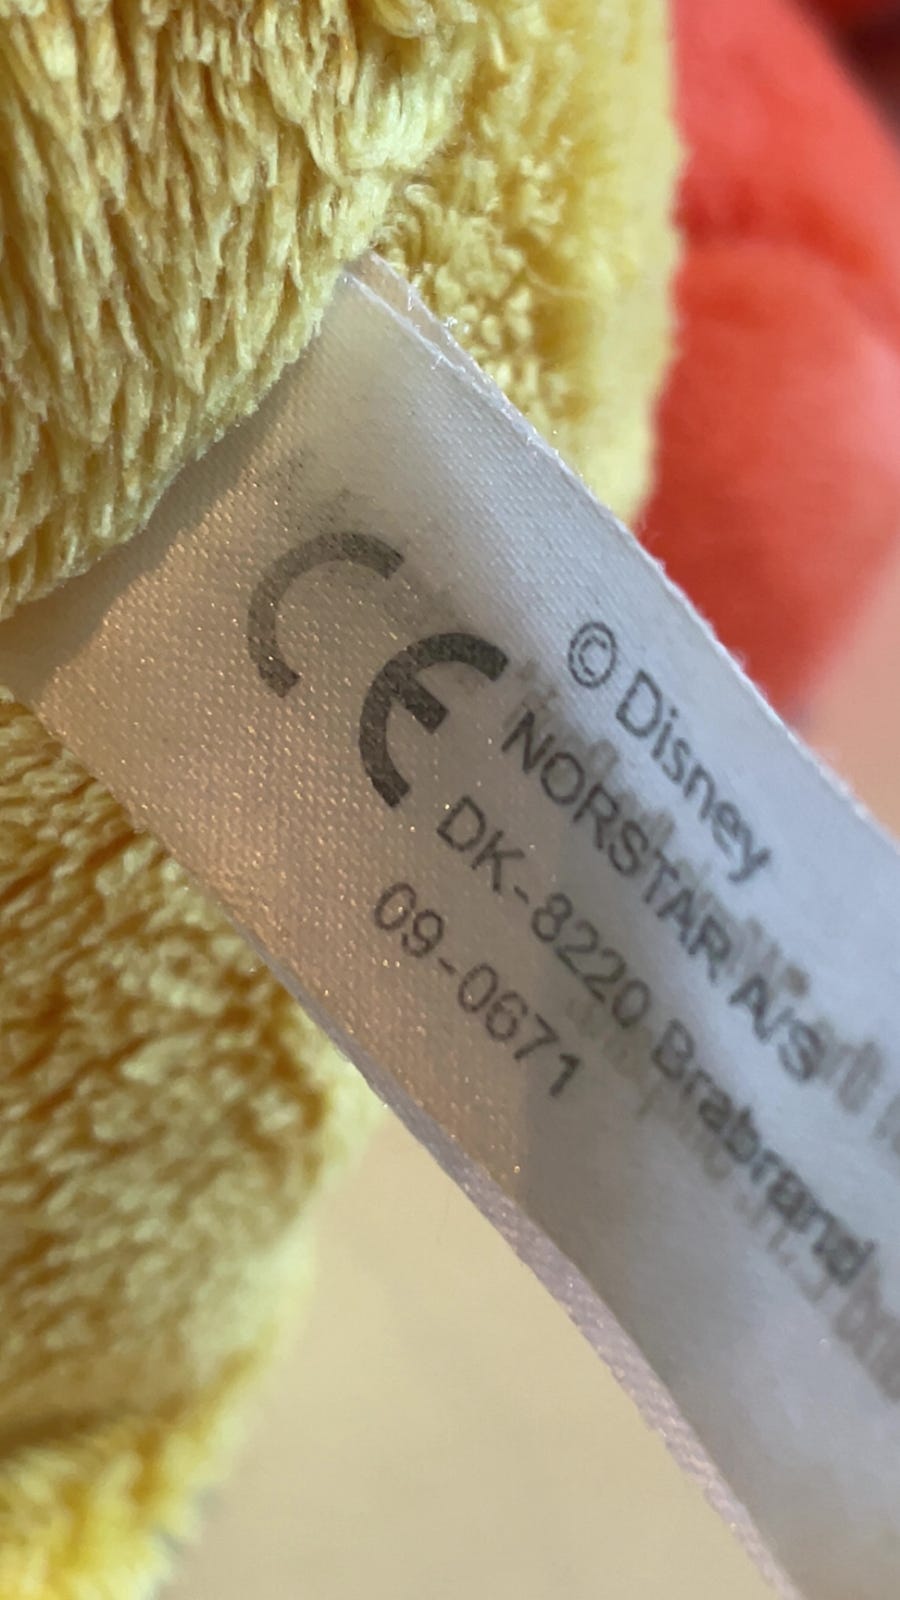 CE
© Disney
NORSTAR A/S
DK-8220 Brabrand
09-0671